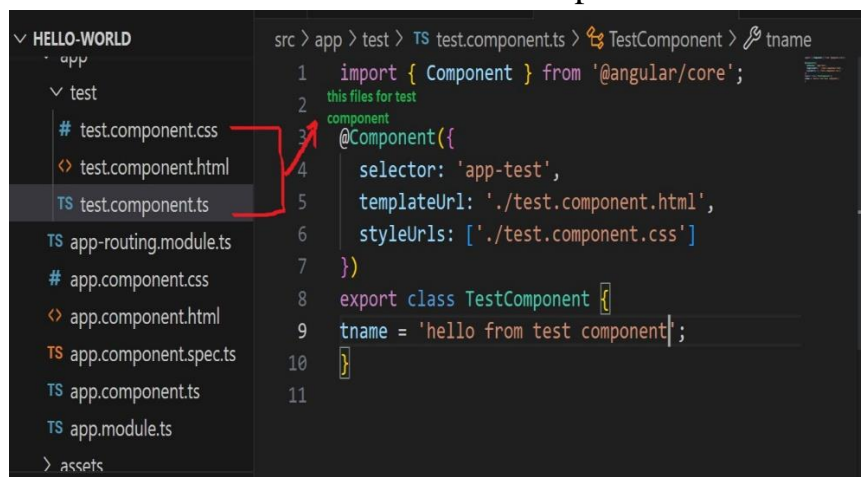 HELLO-WORLD
app
test
# test.component.css
<> test.component.html
TS test.component.ts
TS app-routing.module.ts
# app.component.css
<> app.component.html
TS app.component.spec.ts
TS app.component.ts
TS app.module.ts
> assets
src > app > test > TS test.component.ts > TestComponent > tname
1 import { Component } from '@angular/core';
this files for test
2
component
3 @Component({
4 selector: 'app-test',
5 templateUrl: './test.component.html',
6 styleUrls: ['./test.component.css']
7 })
8 export class TestComponent {
9 tname = 'hello from test component';
10 }
11